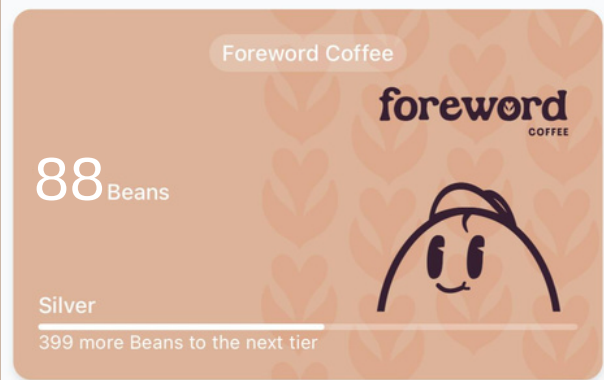 Foreword Coffee
foreword
COFFEE
88 Beans
Silver
399 more Beans to the next tier